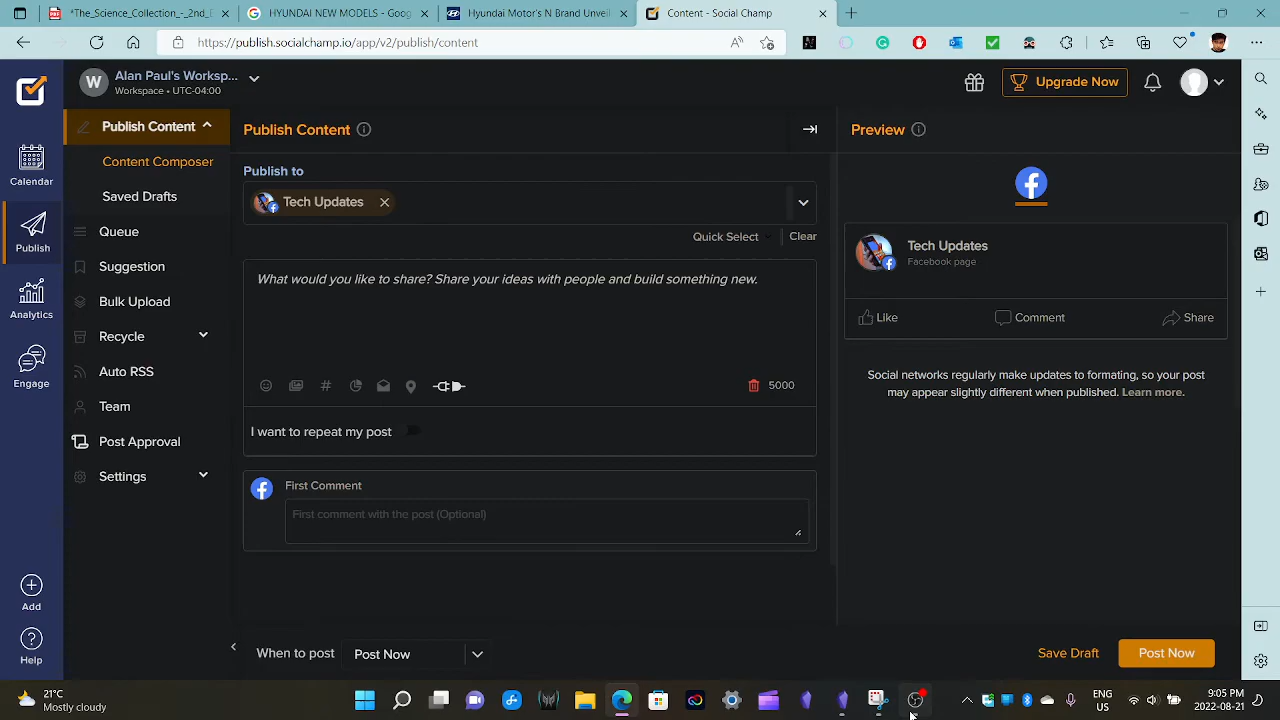 *The_Science_Collection_-_2nd_E
HYUNDAI NEW MODELS - Goog
Hyundai Motor's N Brand Unveil
Content - Social Champ
https://publish.socialchamp.io/app/v2/publish/content
W
Alan Paul's Worksp...
Workspace • UTC-04:00
Upgrade Now
Calendar
Publish
Analytics
Engage
Add
Help
Publish Content
Content Composer
Saved Drafts
Queue
Suggestion
Bulk Upload
Recycle
Auto RSS
Team
Post Approval
Settings
Publish Content
Publish to
Tech Updates
Quick Select
Clear
What would you like to share? Share your ideas with people and build something new.
5000
I want to repeat my post
First Comment
First comment with the post (Optional)
When to post
Post Now
Save Draft
Post Now
Preview
Tech Updates
Facebook page
Like
Comment
Share
Social networks regularly make updates to formating, so your post
may appear slightly different when published. Learn more.
21°C
Mostly cloudy
ENG
US
9:05 PM
2022-08-21